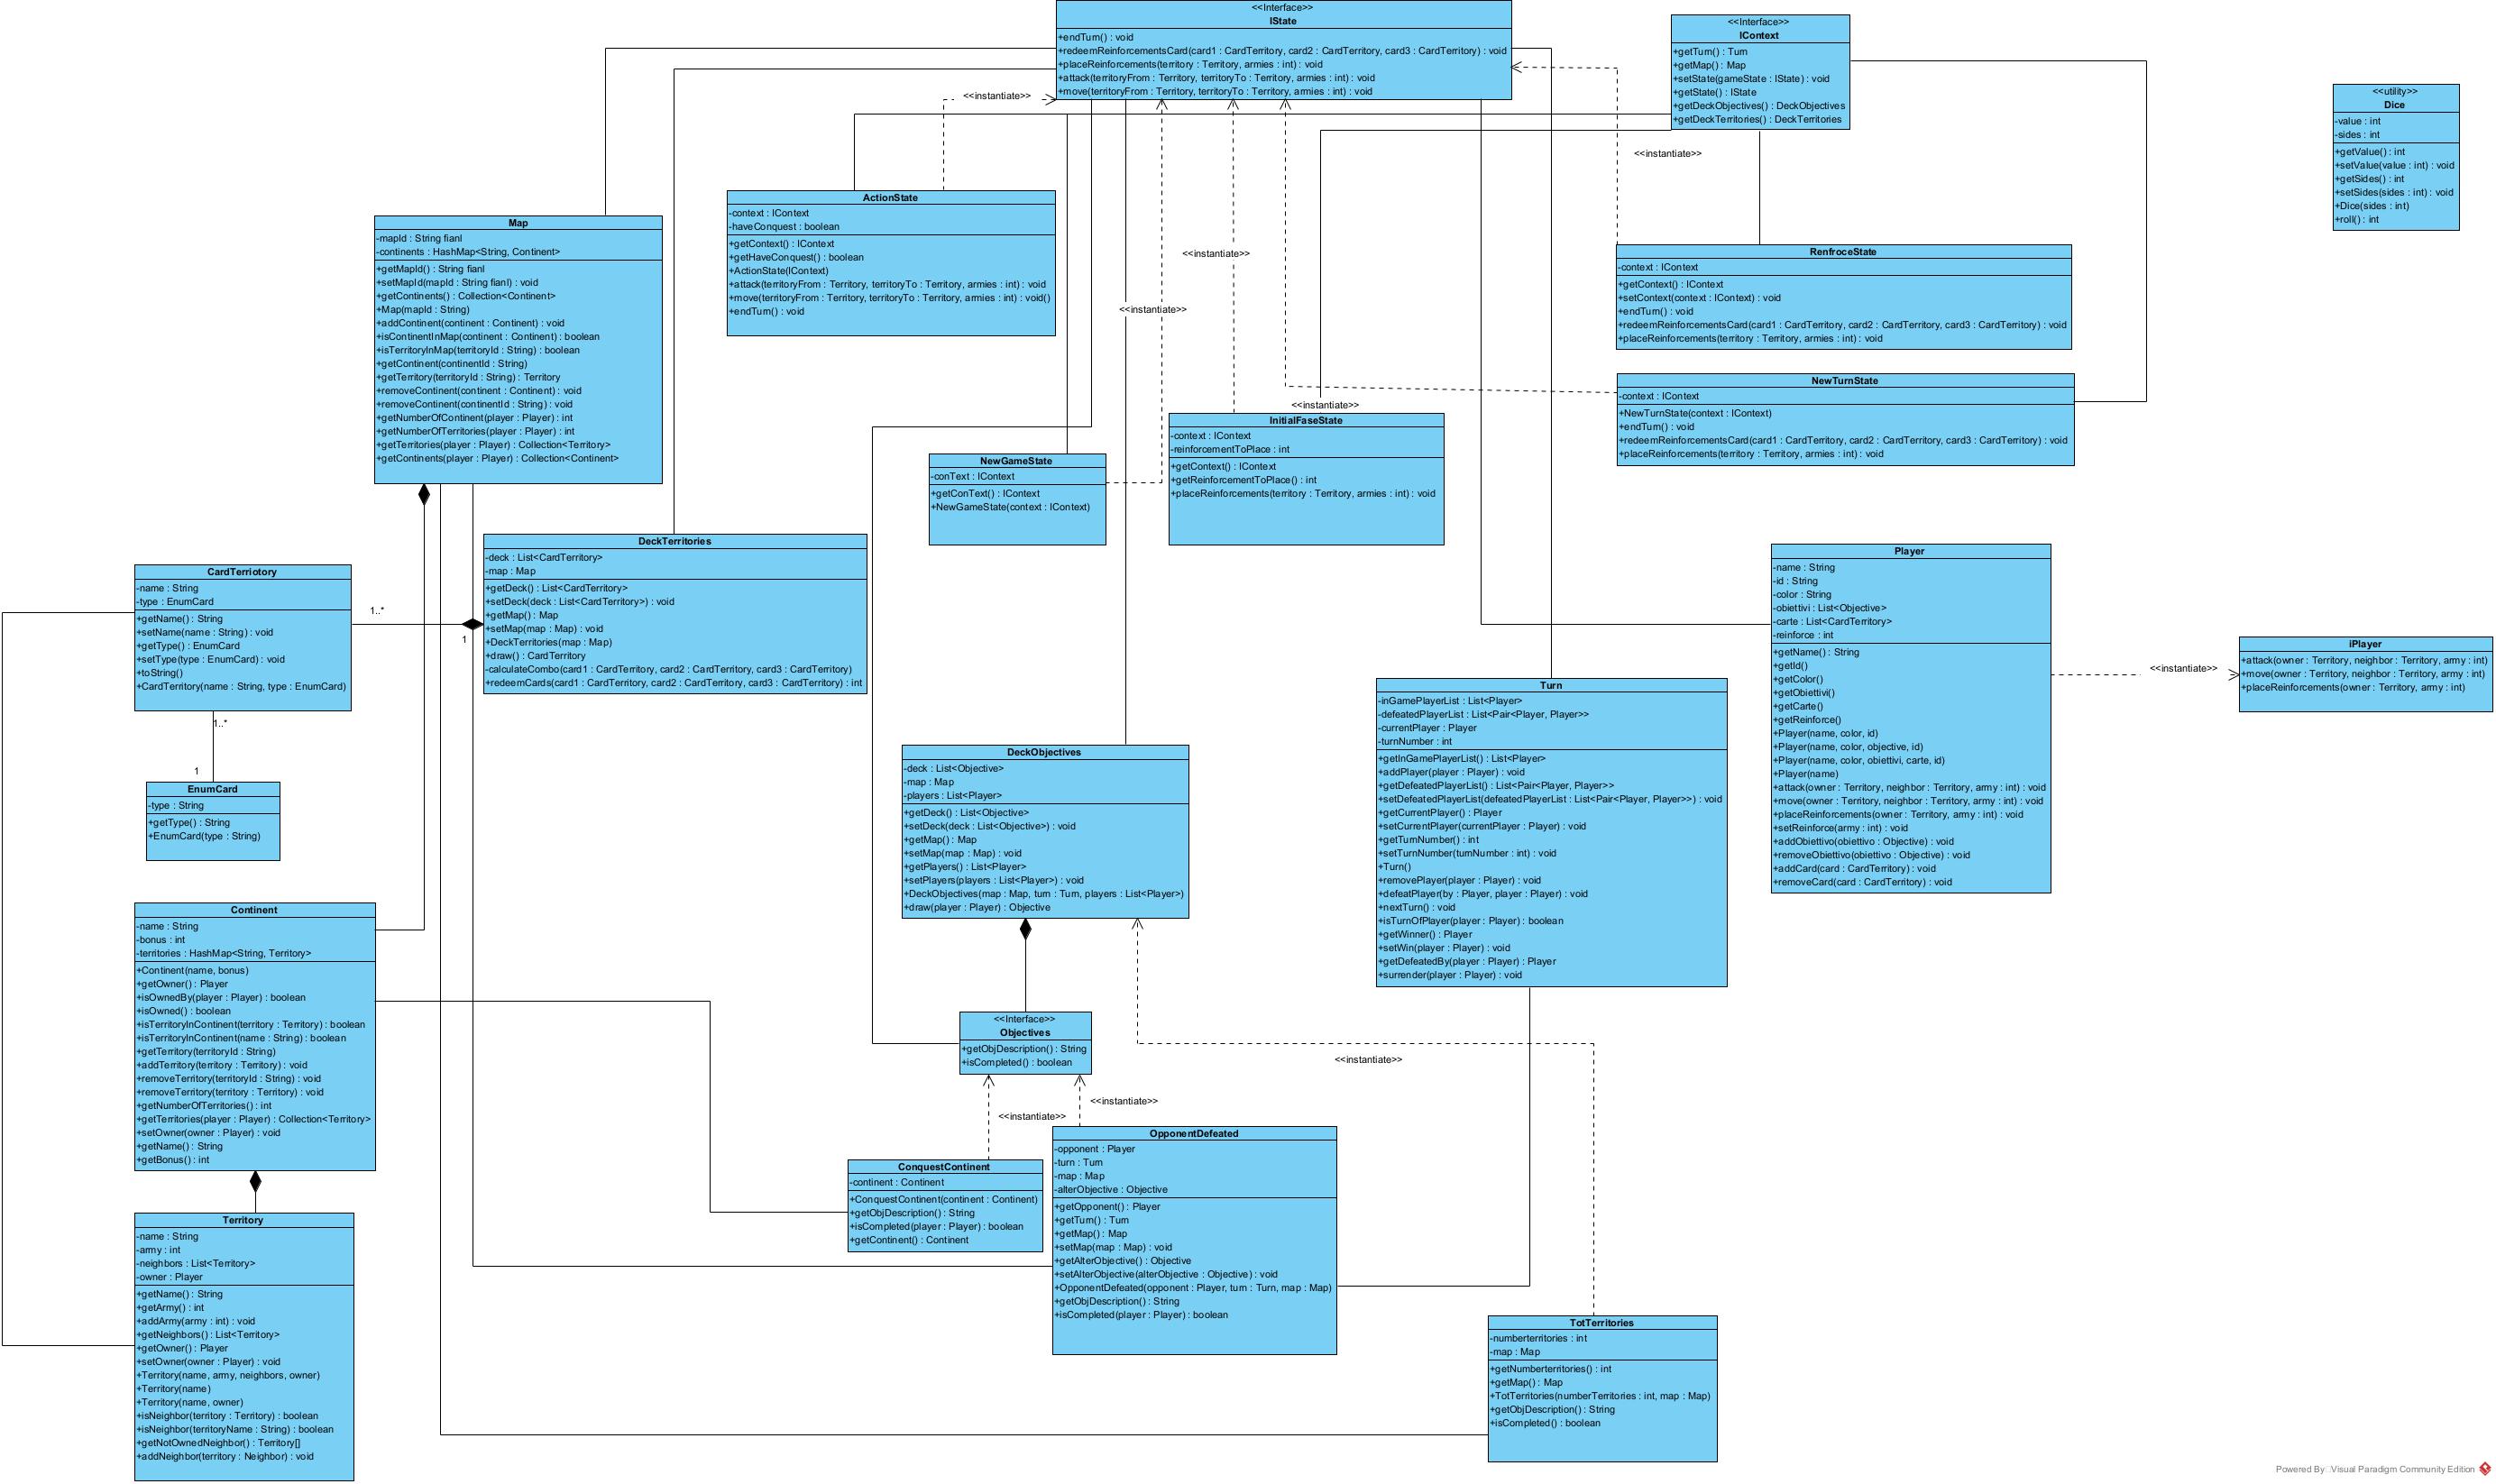 <<Interface>>
IState
+endTurn() : void
+redeemReinforcementsCard(card1 : CardTerritory, card2 : CardTerritory, card3 : CardTerritory) : void
+placeReinforcements(territory : Territory, armies : int) : void
+attack(territoryFrom : Territory, territoryTo : Territory, armies : int) : void
+move(territoryFrom : Territory, territoryTo : Territory, armies : int) : void
<<Interface>>
IContext
+getTurn() : Turn
+getMap() : Map
+setState(gameState : IState) : void
+getState() : IState
+getDeckObjectives() : DeckObjectives
+getDeckTerritories() : DeckTerritories
<<utility>>
Dice
-value : int
-sides : int
+getValue() : int
+setValue(value : int) : void
+getSides() : int
+setSides(sides : int) : void
+Dice(sides : int)
+roll() : int
<<instantiate>>
<<instantiate>>
ActionState
-context : IContext
-haveConquest : boolean
+getContext() : IContext
+getHaveConquest() : boolean
+ActionState(IContext)
+attack(territoryFrom : Territory, territoryTo : Territory, armies : int) : void
+move(territoryFrom : Territory, territoryTo : Territory, armies : int) : void()
+endTurn() : void
Map
-mapId : String fianl
-continents : HashMap<String, Continent>
+getMapId() : String fianl
+setMapId(mapId : String fianl) : void
+getContinents() : Collection<Continent>
+Map(mapId : String)
+addContinent(continent : Continent) : void
+isContinentInMap(continent : Continent) : boolean
+isTerritoryInMap(territoryId : String) : boolean
+getContinent(continentId : String)
+getTerritory(territoryId : String) : Territory
+removeContinent(continent : Continent) : void
+removeContinent(continentId : String) : void
+getNumberOfContinent(player : Player) : int
+getNumberOfTerritories(player : Player) : int
+getTerritories(player : Player) : Collection<Territory>
+getContinents(player : Player) : Collection<Continent>
<<instantiate>>
<<instantiate>>
<<instantiate>>
RenfroceState
-context : IContext
+getContext() : IContext
+setContext(context : IContext) : void
+endTurn() : void
+redeemReinforcementsCard(card1 : CardTerritory, card2 : CardTerritory, card3 : CardTerritory) : void
+placeReinforcements(territory : Territory, armies : int) : void
NewTurnState
-context : IContext
+NewTurnState(context : IContext)
+endTurn() : void
+redeemReinforcementsCard(card1 : CardTerritory, card2 : CardTerritory, card3 : CardTerritory) : void
+placeReinforcements(territory : Territory, armies : int) : void
InitialFaseState
-context : IContext
-reinforcementToPlace : int
+getContext() : IContext
+getReinforcementToPlace() : int
+placeReinforcements(territory : Territory, armies : int) : void
NewGameState
-conText : IContext
+getConText() : IContext
+NewGameState(context : IContext)
DeckTerritories
-deck : List<CardTerritory>
-map : Map
+getDeck() : List<CardTerritory>
+setDeck(deck : List<CardTerritory>) : void
+getMap() : Map
+setMap(map : Map) : void
+DeckTerritories(map : Map)
+draw() : CardTerritory
-calculateCombo(card1 : CardTerritory, card2 : CardTerritory, card3 : CardTerritory)
+redeemCards(card1 : CardTerritory, card2 : CardTerritory, card3 : CardTerritory) : int
CardTerriotory
-name : String
-type : EnumCard
+getName() : String
+setName(name : String) : void
+getType() : EnumCard
+setType(type : EnumCard) : void
+toString()
+CardTerritory(name : String, type : EnumCard)
1..*
1
1..*
1
EnumCard
-type : String
+getType() : String
+EnumCard(type : String)
Player
-name : String
-id : String
-color : String
-obiettivi : List<Objective>
-carte : List<CardTerritory>
-reinforce : int
+getName() : String
+getId()
+getColor()
+getObiettivi()
+getCarte()
+getReinforce()
+Player(name, color, id)
+Player(name, color, objective, id)
+Player(name, color, obiettivi, carte, id)
+Player(name)
+attack(owner : Territory, neighbor : Territory, army : int) : void
+move(owner : Territory, neighbor : Territory, army : int) : void
+placeReinforcements(owner : Territory, army : int) : void
+setReinforce(army : int) : void
+addObiettivo(obiettivo : Objective) : void
+removeObiettivo(obiettivo : Objective) : void
+addCard(card : CardTerritory) : void
+removeCard(card : CardTerritory) : void
<<instantiate>>
iPlayer
+attack(owner : Territory, neighbor : Territory, army : int)
+move(owner : Territory, neighbor : Territory, army : int)
+placeReinforcements(owner : Territory, army : int)
Turn
-inGamePlayerList : List<Player>
-defeatedPlayerList : List<Pair<Player, Player>>
-currentPlayer : Player
-turnNumber : int
+getInGamePlayerList() : List<Player>
+addPlayer(player : Player) : void
+getDefeatedPlayerList() : List<Pair<Player, Player>>
+setDefeatedPlayerList(defeatedPlayerList : List<Pair<Player, Player>>) : void
+getCurrentPlayer() : Player
+setCurrentPlayer(currentPlayer : Player) : void
+getTurnNumber() : int
+setTurnNumber(turnNumber : int) : void
+Turn()
+removePlayer(player : Player) : void
+defeatPlayer(by : Player, player : Player) : void
+nextTurn() : void
+isTurnOfPlayer(player : Player) : boolean
+getWinner() : Player
+setWin(player : Player) : void
+getDefeatedBy(player : Player) : Player
+surrender(player : Player) : void
DeckObjectives
-deck : List<Objective>
-map : Map
-players : List<Player>
+getDeck() : List<Objective>
+setDeck(deck : List<Objective>) : void
+getMap() : Map
+setMap(map : Map) : void
+getPlayers() : List<Player>
+setPlayers(players : List<Player>) : void
+DeckObjectives(map : Map, turn : Turn, players : List<Player>)
+draw(player : Player) : Objective
Continent
-name : String
-bonus : int
-territories : HashMap<String, Territory>
+Continent(name, bonus)
+getOwner() : Player
+isOwnedBy(player : Player) : boolean
+isOwned() : boolean
+isTerritoryInContinent(territory : Territory) : boolean
+isTerritoryInContinent(name : String) : boolean
+getTerritory(territoryId : String)
+addTerritory(territory : Territory) : void
+removeTerritory(territoryId : String) : void
+removeTerritory(territory : Territory) : void
+getNumberOfTerritories() : int
+getTerritories(player : Player) : Collection<Territory>
+setOwner(owner : Player) : void
+getName() : String
+getBonus() : int
<<Interface>>
Objectives
+getObjDescription() : String
+isCompleted() : boolean
<<instantiate>>
<<instantiate>>
<<instantiate>>
ConquestContinent
-continent : Continent
+ConquestContinent(continent : Continent)
+getObjDescription() : String
+isCompleted(player : Player) : boolean
+getContinent() : Continent
OpponentDefeated
-opponent : Player
-turn : Turn
-map : Map
-alterObjective : Objective
+getOpponent() : Player
+getTurn() : Turn
+getMap() : Map
+setMap(map : Map) : void
+getAlterObjective() : Objective
+setAlterObjective(alterObjective : Objective) : void
+OpponentDefeated(opponent : Player, turn : Turn, map : Map)
+getObjDescription() : String
+isCompleted(player : Player) : boolean
Territory
-name : String
-army : int
-neighbors : List<Territory>
-owner : Player
+getName() : String
+getArmy() : int
+addArmy(army : int) : void
+getNeighbors() : List<Territory>
+getOwner() : Player
+setOwner(owner : Player) : void
+Territory(name, army, neighbors, owner)
+Territory(name)
+Territory(name, owner)
+isNeighbor(territory : Territory) : boolean
+isNeighbor(territoryName : String) : boolean
+getNotOwnedNeighbor() : Territory[]
+addNeighbor(territory : Neighbor) : void
TotTerritories
-numberterritories : int
-map : Map
+getNumberterritories() : int
+getMap() : Map
+TotTerritories(numberTerritories : int, map : Map)
+getObjDescription() : String
+isCompleted() : boolean
Powered By Visual Paradigm Community Edition